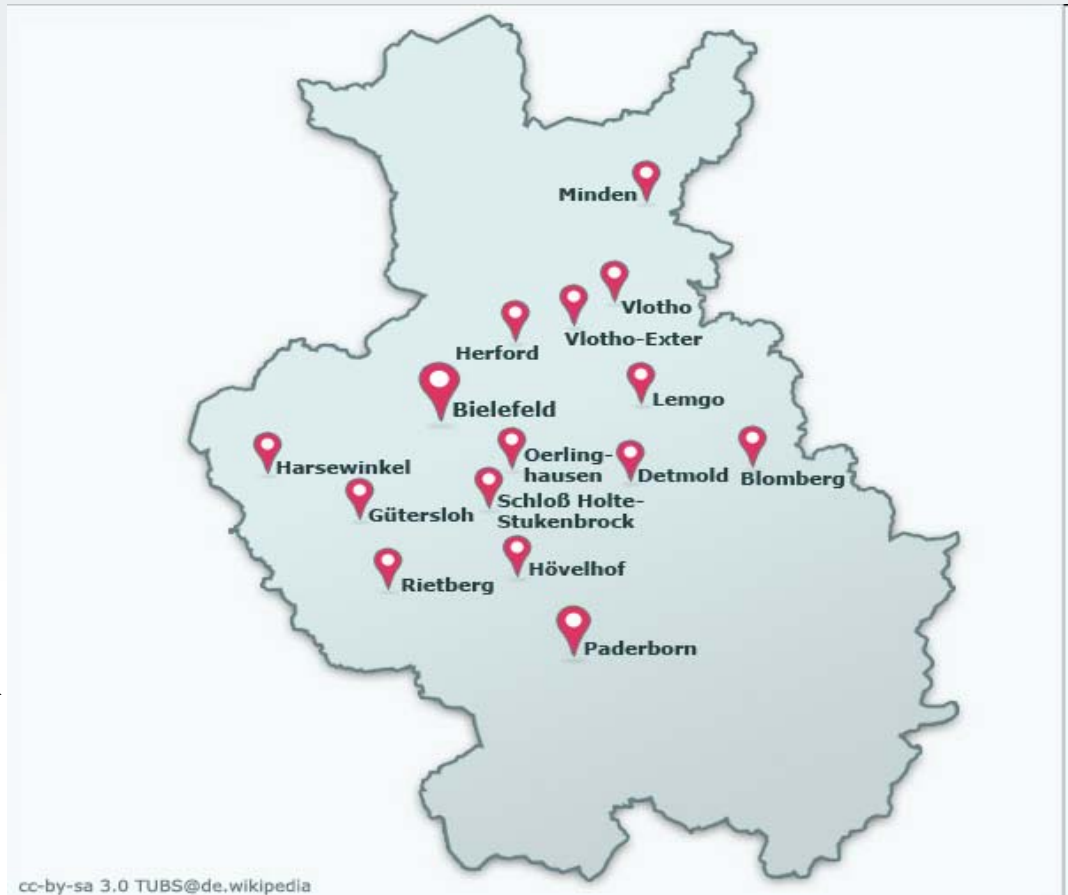 Minden
Vlotho
Vlotho-Exter
Herford
Lemgo
Bielefeld
Oerling-
hausen
Harsewinkel
Detmold
Blomberg
Schloß Holte-
Stukenbrock
Gütersloh
Hövelhof
Rietberg
Paderborn
cc-by-sa 3.0 TUBS@de.wikipedia